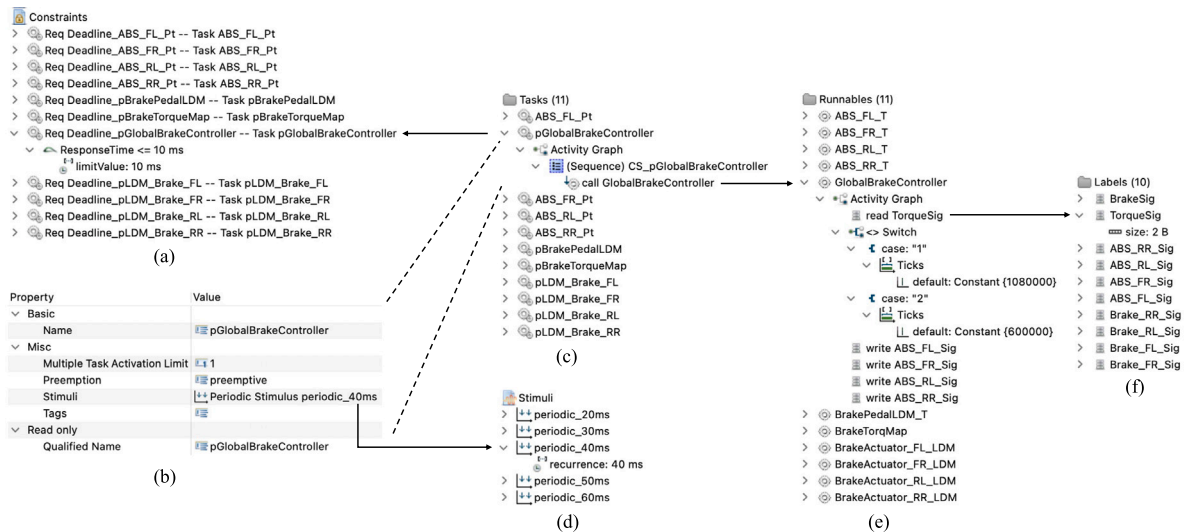 Constraints
Req Deadline_ABS_FL_Pt -- Task ABS_FL_Pt
Req Deadline_ABS_FR_Pt -- Task ABS_FR_Pt
Req Deadline_ABS_RL_Pt -- Task ABS_RL_Pt
Req Deadline_ABS_RR_Pt -- Task ABS_RR_Pt
Req Deadline_pBrakePedalLDM -- Task pBrakePedalLDM
Req Deadline_pBrakeTorqueMap -- Task pBrakeTorqueMap
Req Deadline_pGlobalBrakeController -- Task pGlobalBrakeController
ResponseTime <= 10 ms
limitValue: 10 ms
Req Deadline_pLDM_Brake_FL -- Task pLDM_Brake_FL
Req Deadline_pLDM_Brake_FR -- Task pLDM_Brake_FR
Req Deadline_pLDM_Brake_RL -- Task pLDM_Brake_RL
Req Deadline_pLDM_Brake_RR -- Task pLDM_Brake_RR
(a)
Property Value
Basic
Name pGlobalBrakeController
Misc
Multiple Task Activation Limit 1
Preemption preemptive
Stimuli Periodic Stimulus periodic_40ms
Tags
Read only
Qualified Name pGlobalBrakeController
(b)
Tasks (11)
ABS_FL_Pt
pGlobalBrakeController
Activity Graph
(Sequence) CS_pGlobalBrakeController
call GlobalBrakeController
ABS_FR_Pt
ABS_RL_Pt
ABS_RR_Pt
pBrakePedalLDM
pBrakeTorqueMap
pLDM_Brake_FL
pLDM_Brake_FR
pLDM_Brake_RL
pLDM_Brake_RR
(c)
Stimuli
periodic_20ms
periodic_30ms
periodic_40ms
recurrence: 40 ms
periodic_50ms
periodic_60ms
(d)
Runnables (11)
ABS_FL_T
ABS_FR_T
ABS_RL_T
ABS_RR_T
GlobalBrakeController
Activity Graph
read TorqueSig
<> Switch
case: "1"
Ticks
default: Constant {1080000}
case: "2"
Ticks
default: Constant {600000}
write ABS_FL_Sig
write ABS_FR_Sig
write ABS_RL_Sig
write ABS_RR_Sig
BrakePedalLDM_T
BrakeTorqMap
BrakeActuator_FL_LDM
BrakeActuator_FR_LDM
BrakeActuator_RL_LDM
BrakeActuator_RR_LDM
(e)
Labels (10)
BrakeSig
TorqueSig
size: 2 B
ABS_RR_Sig
ABS_RL_Sig
ABS_FR_Sig
ABS_FL_Sig
Brake_RR_Sig
Brake_RL_Sig
Brake_FL_Sig
Brake_FR_Sig
(f)